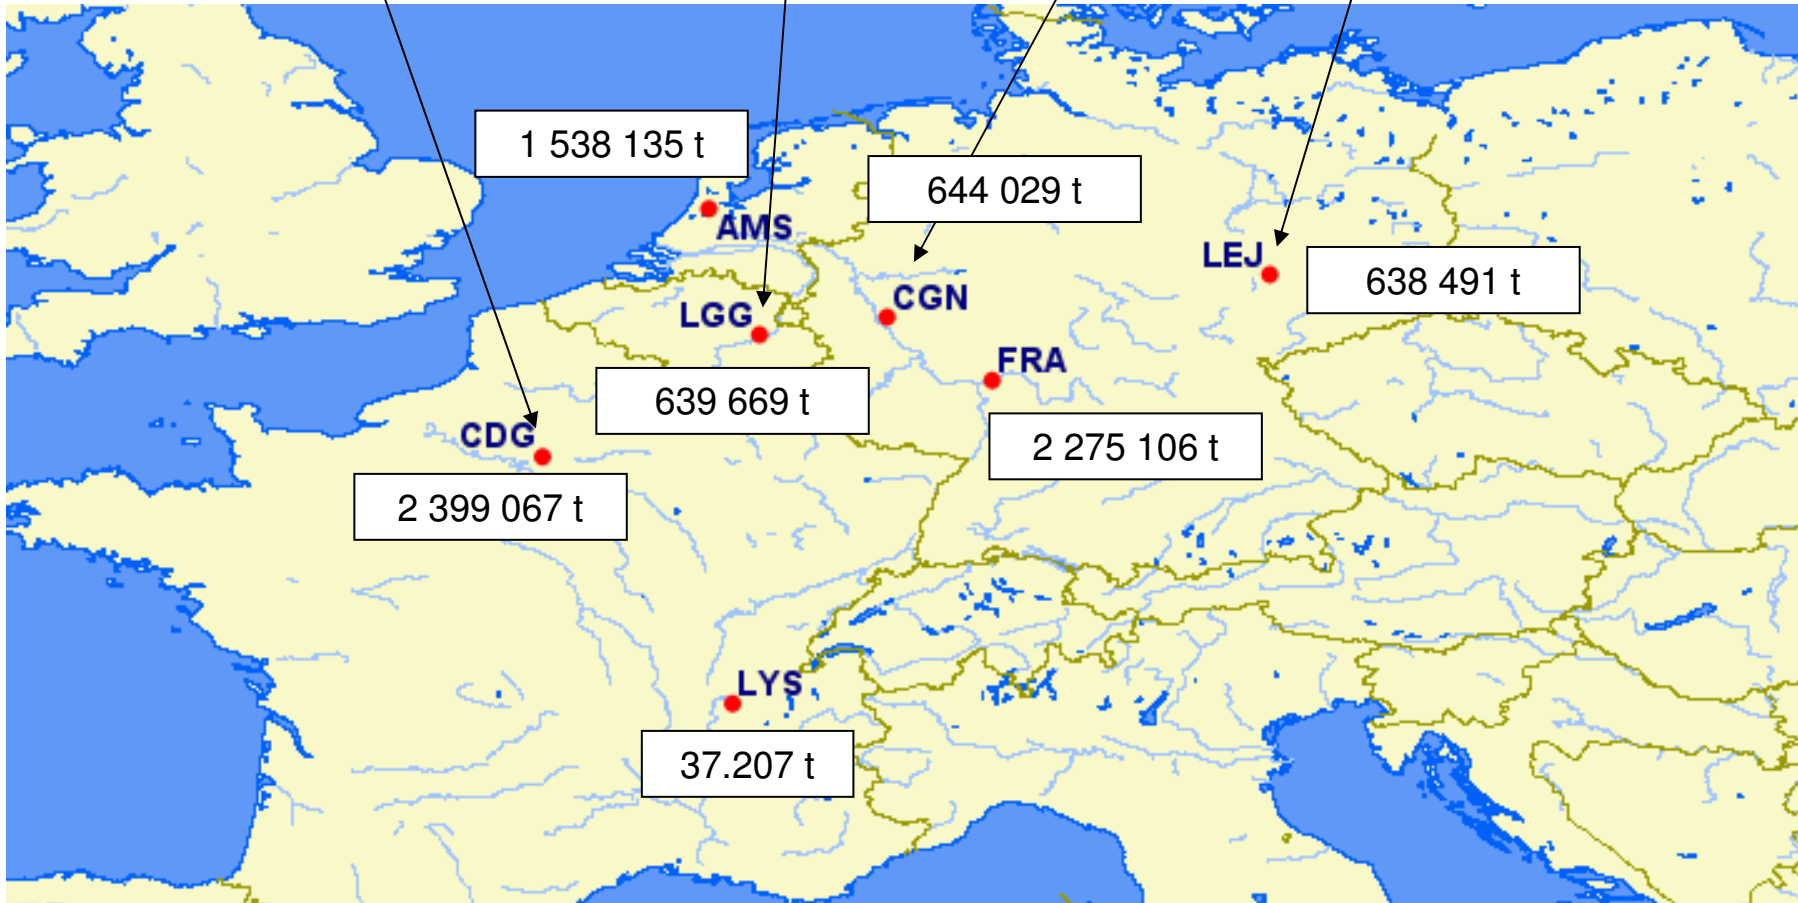 1 538 135 t
644 029 t
AMS
LEJ
638 491 t
CGN
LGG
FRA
639 669 t
CDG
2 275 106 t
2 399 067 t
LYS
37.207 t